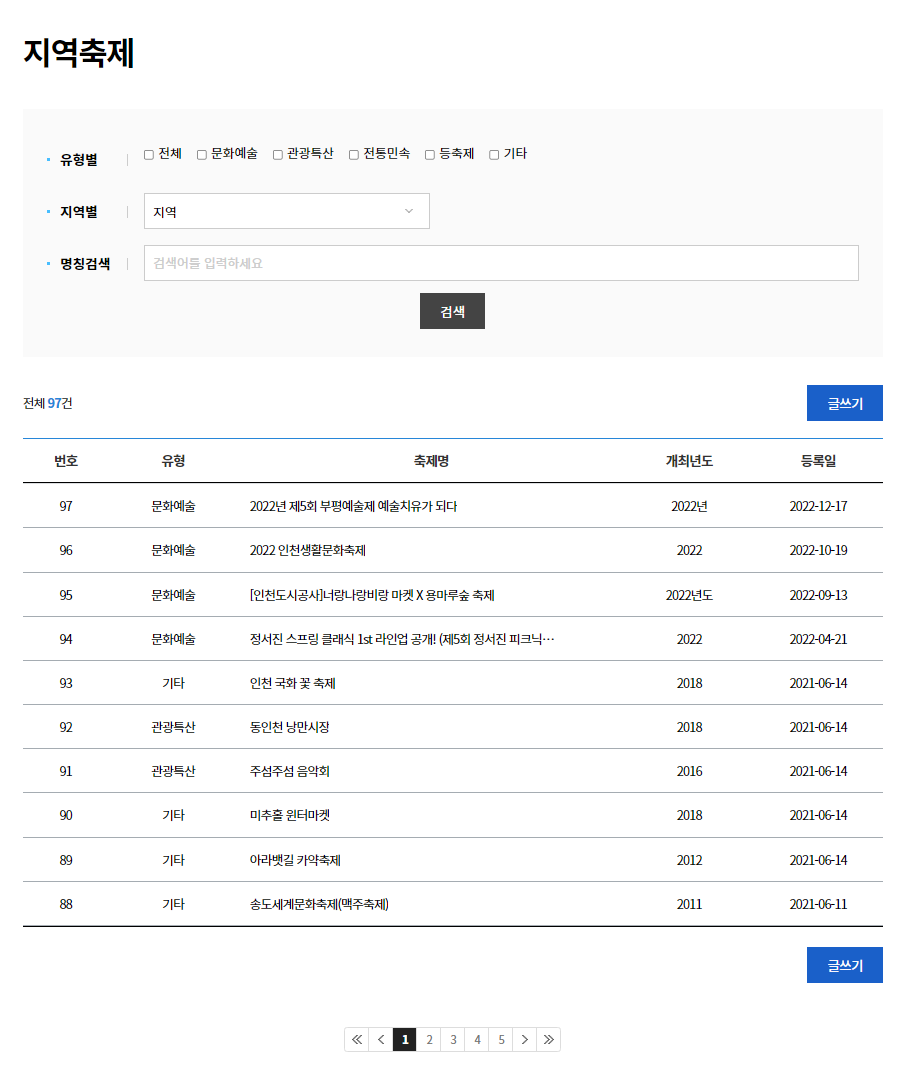 지역축제
유형별 전체 문화예술 관광특산 전통민속 등축제 기타
지역별 지역
명칭검색 검색어를 입력하세요
검색
전체 97건 글쓰기
번호 유형 축제명 개최년도 등록일
97 문화예술 2022년 제5회 부평예술제 예술치유가 되다 2022년 2022-12-17
96 문화예술 2022 인천생활문화축제 2022 2022-10-19
95 문화예술 [인천도시공사]너랑나랑비랑 마켓 X 용마루숲 축제 2022년도 2022-09-13
94 문화예술 정서진 스프링 클래식 1st 라인업 공개! (제5회 정서진 피크닉… 2022 2022-04-21
93 기타 인천 국화 꽃 축제 2018 2021-06-14
92 관광특산 동인천 낭만시장 2018 2021-06-14
91 관광특산 주섬주섬 음악회 2016 2021-06-14
90 기타 미추홀 윈터마켓 2018 2021-06-14
89 기타 아라뱃길 카약축제 2012 2021-06-14
88 기타 송도세계문화축제(맥주축제) 2011 2021-06-11
글쓰기
1 2 3 4 5